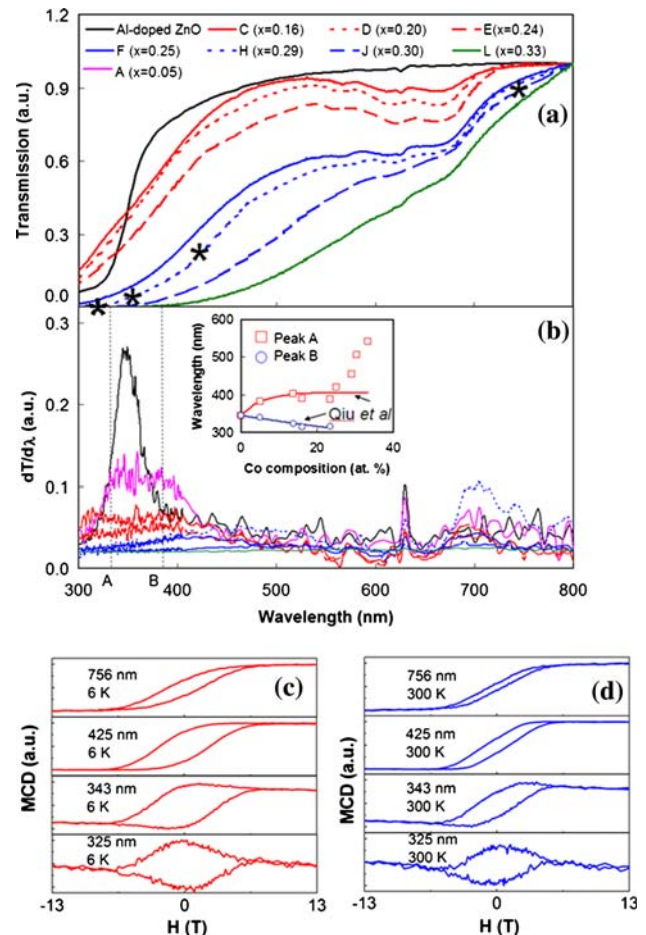 Al-doped ZnO C (x=0.16) D (x=0.20) E(x=0.24)
F (x=0.25) H (x=0.29) J (x=0.30) L (x=0.33)
A (x=0.05)
1.2
0.9
0.6
0.3
0.0
Transmission (a.u.)
(a)
*
*
*
*
(b)
0.3
0.2
0.1
0.0
dT/dλ (a.u.)
600
500
400
300
Wavelength (nm)
Peak A
Peak B
Qiu et al
0 20 40
Co composition (at. %)
300 A B 400 500 600 700 800
Wavelength (nm)
(c)
756 nm
6 K
425 nm
6 K
343 nm
6 K
325 nm
6 K
MCD (a.u.)
-13 0 13
H (T)
(d)
756 nm
300 K
425 nm
300 K
343 nm
300 K
325 nm
300 K
MCD (a.u.)
-13 0 13
H (T)